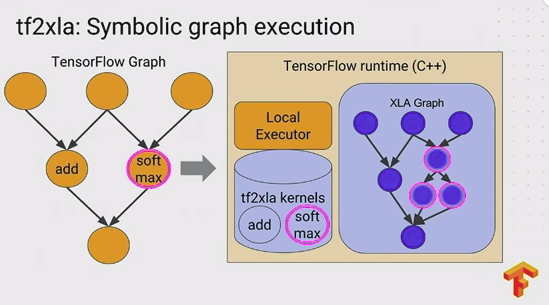 tf2xla: Symbolic graph execution
TensorFlow Graph
add
soft
max
TensorFlow runtime (C++)
Local
Executor
tf2xla kernels
add
soft
max
XLA Graph